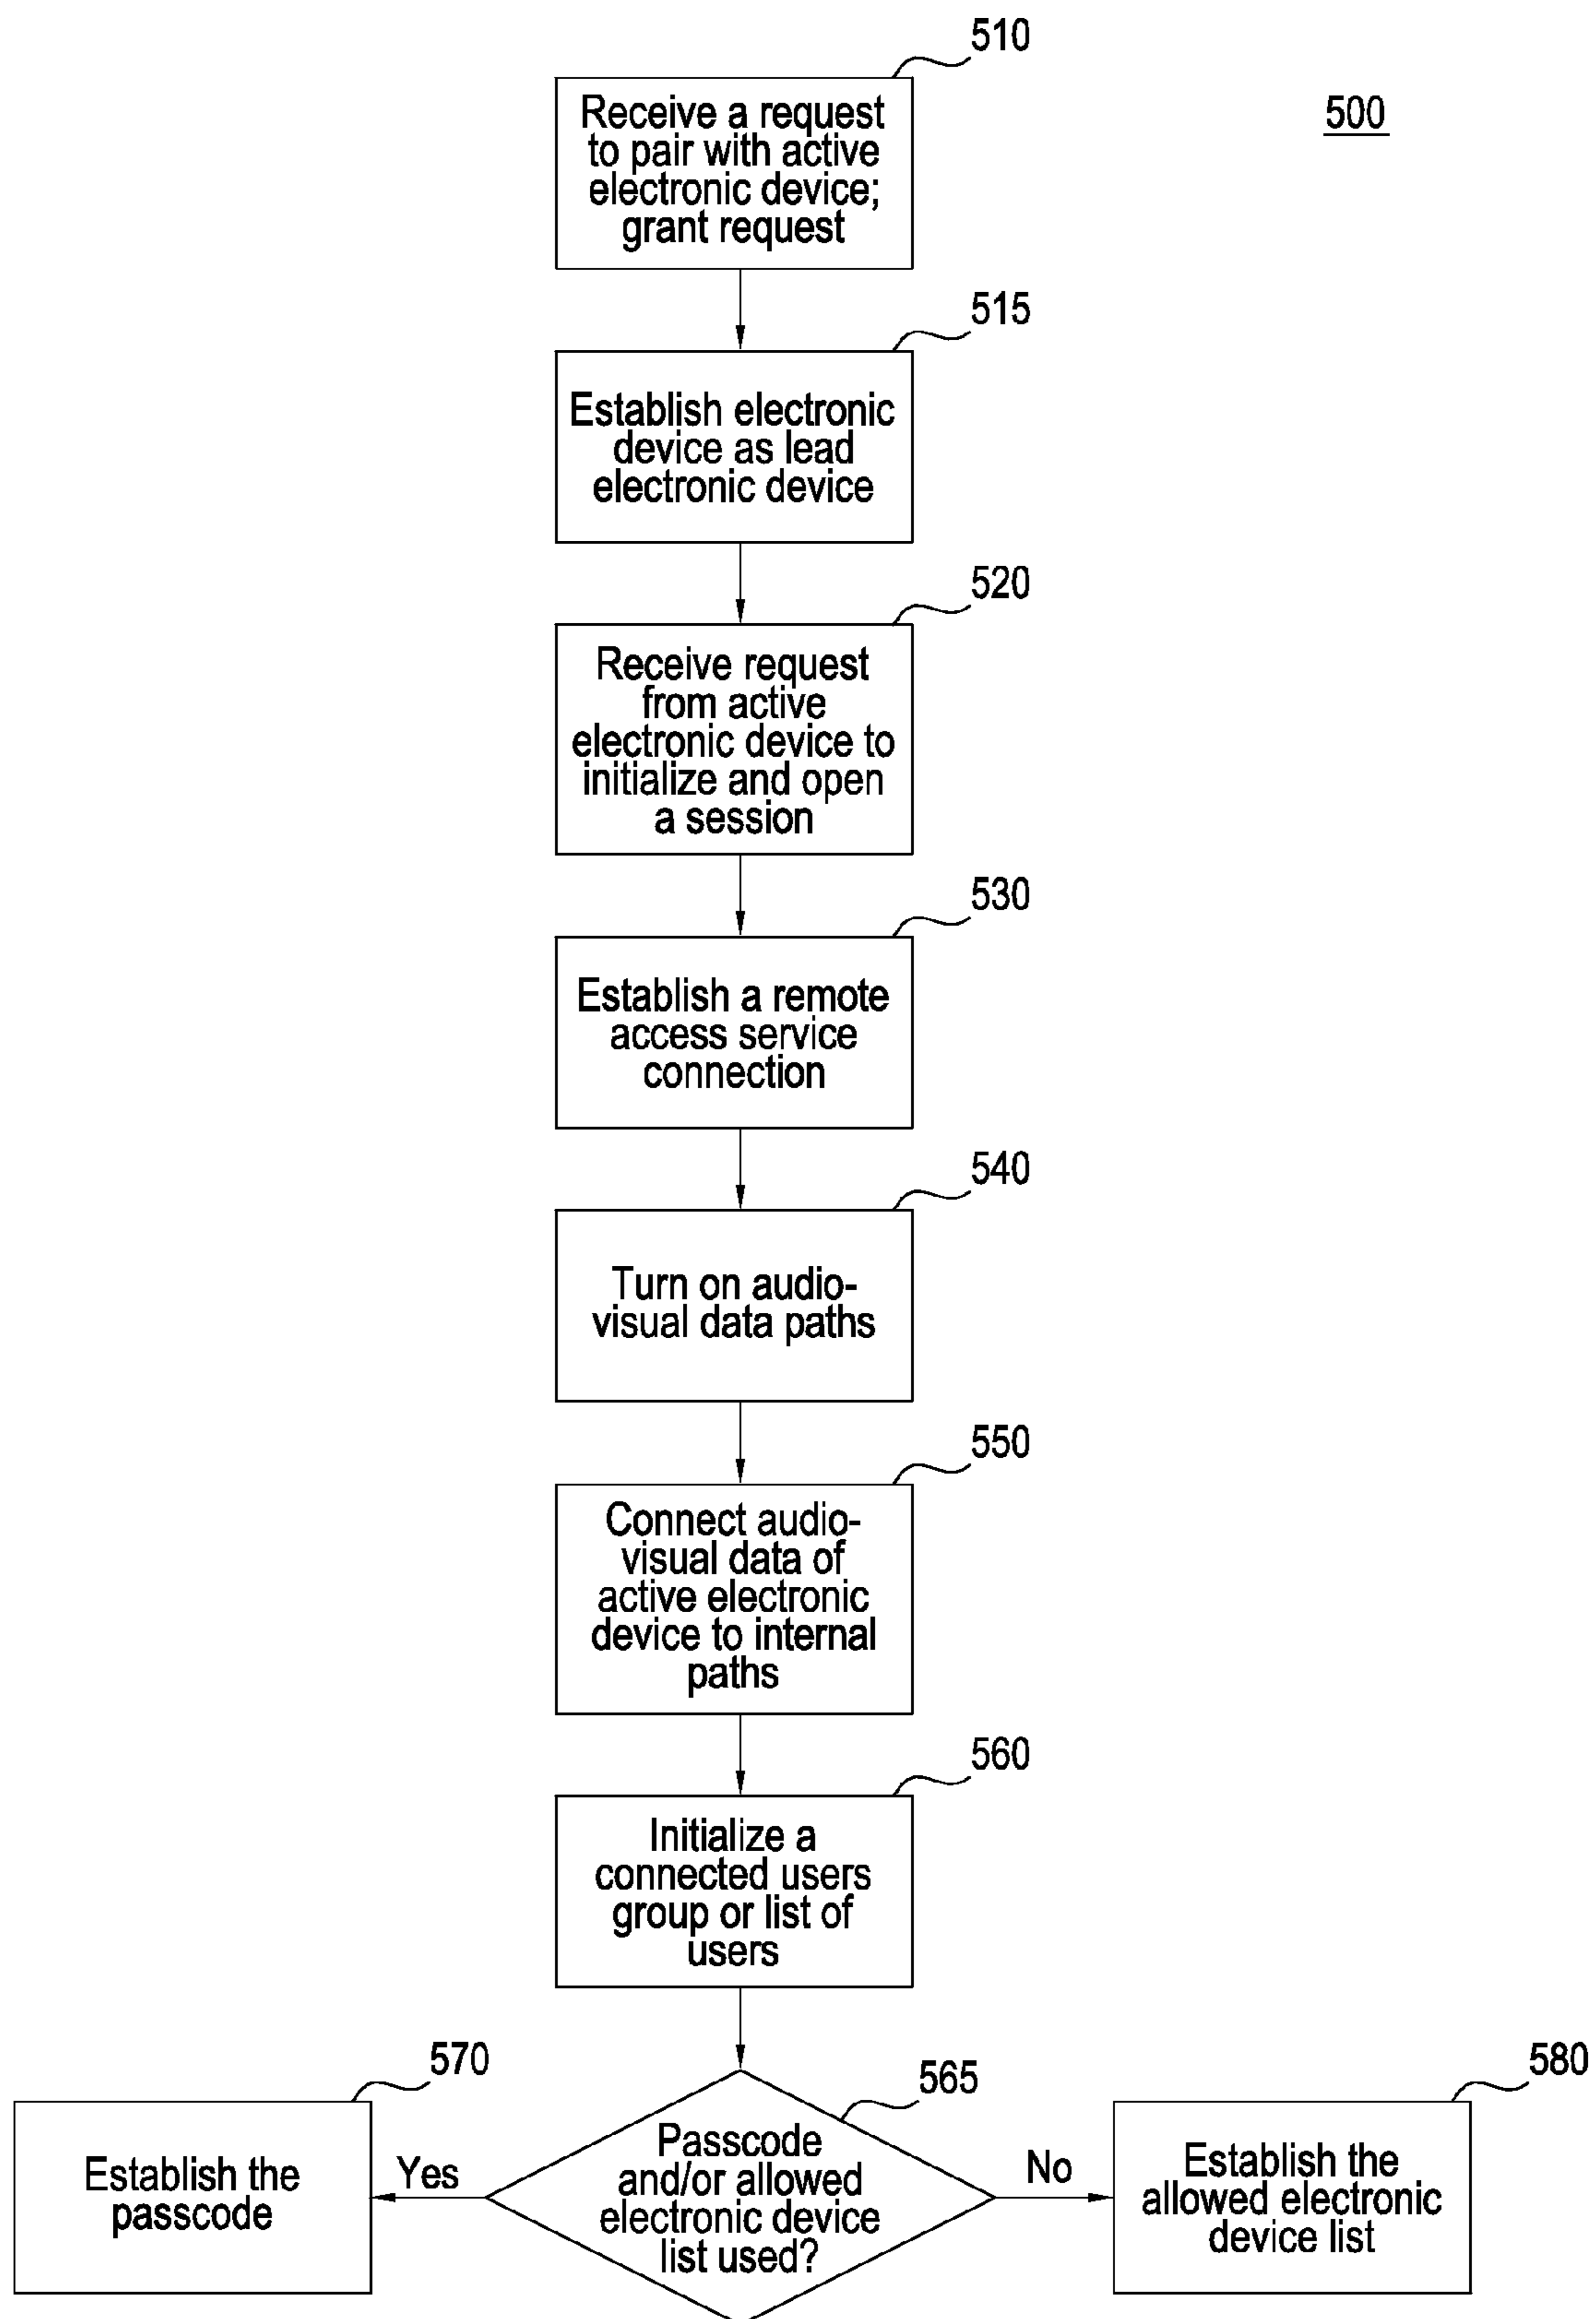 510
500
Receive a request
to pair with active
electronic device;
grant request
515
Establish electronic
device as lead
electronic device
520
Receive request
from active
electronic device to
initialize and open
a session
530
Establish a remote
access service
connection
540
Turn on audio-
visual data paths
550
Connect audio-
visual data of
active electronic
device to internal
paths
560
Initialize a
connected users
group or list of
users
570
565
580
Establish the
passcode
Yes
Passcode
and/or allowed
electronic device
list used?
No
Establish the
allowed electronic
device list